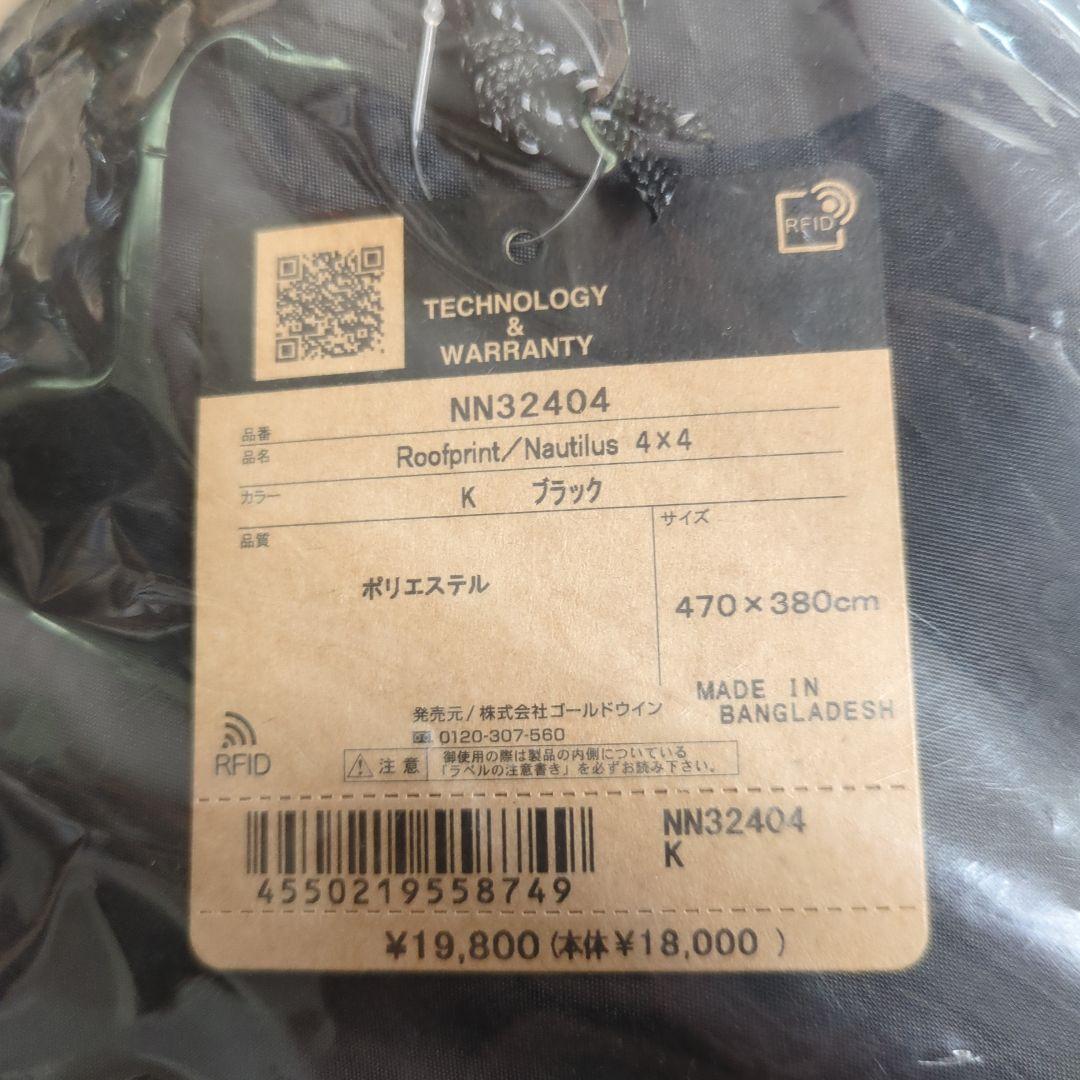 RFID
TECHNOLOGY
&
WARRANTY
品番 NN32404
品名 Roofprint／Nautilus 4×4
カラー K ブラック
品質
サイズ
ポリエステル
470×380cm
MADE IN
BANGLADESH
発売元/株式会社ゴールドウイン
0120-307-560
RFID
注意
御使用の際は製品の内側についている
「ラベルの注意書き」を必ずお読み下さい。
NN32404
K
4550219558749
¥19,800(本体¥18,000 )